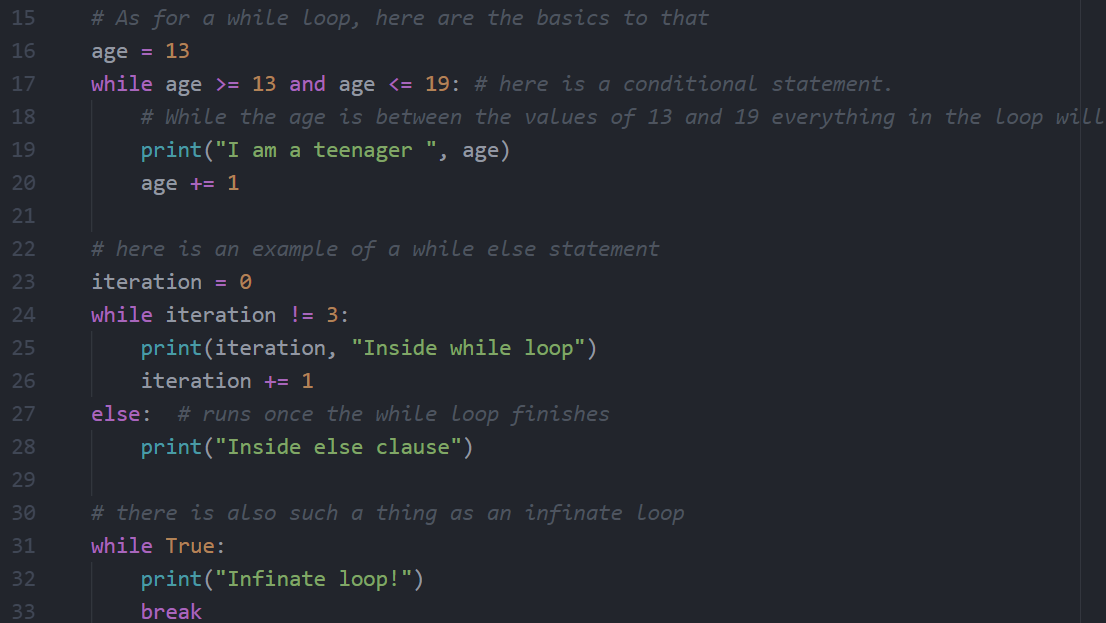 15 # As for a while loop, here are the basics to that
16 age = 13
17 while age >= 13 and age <= 19: # here is a conditional statement.
18     # While the age is between the values of 13 and 19 everything in the loop will
19     print("I am a teenager ", age)
20     age += 1
21
22 # here is an example of a while else statement
23 iteration = 0
24 while iteration != 3:
25     print(iteration, "Inside while loop")
26     iteration += 1
27 else:  # runs once the while loop finishes
28     print("Inside else clause")
29
30 # there is also such a thing as an infinate loop
31 while True:
32     print("Infinate loop!")
33     break